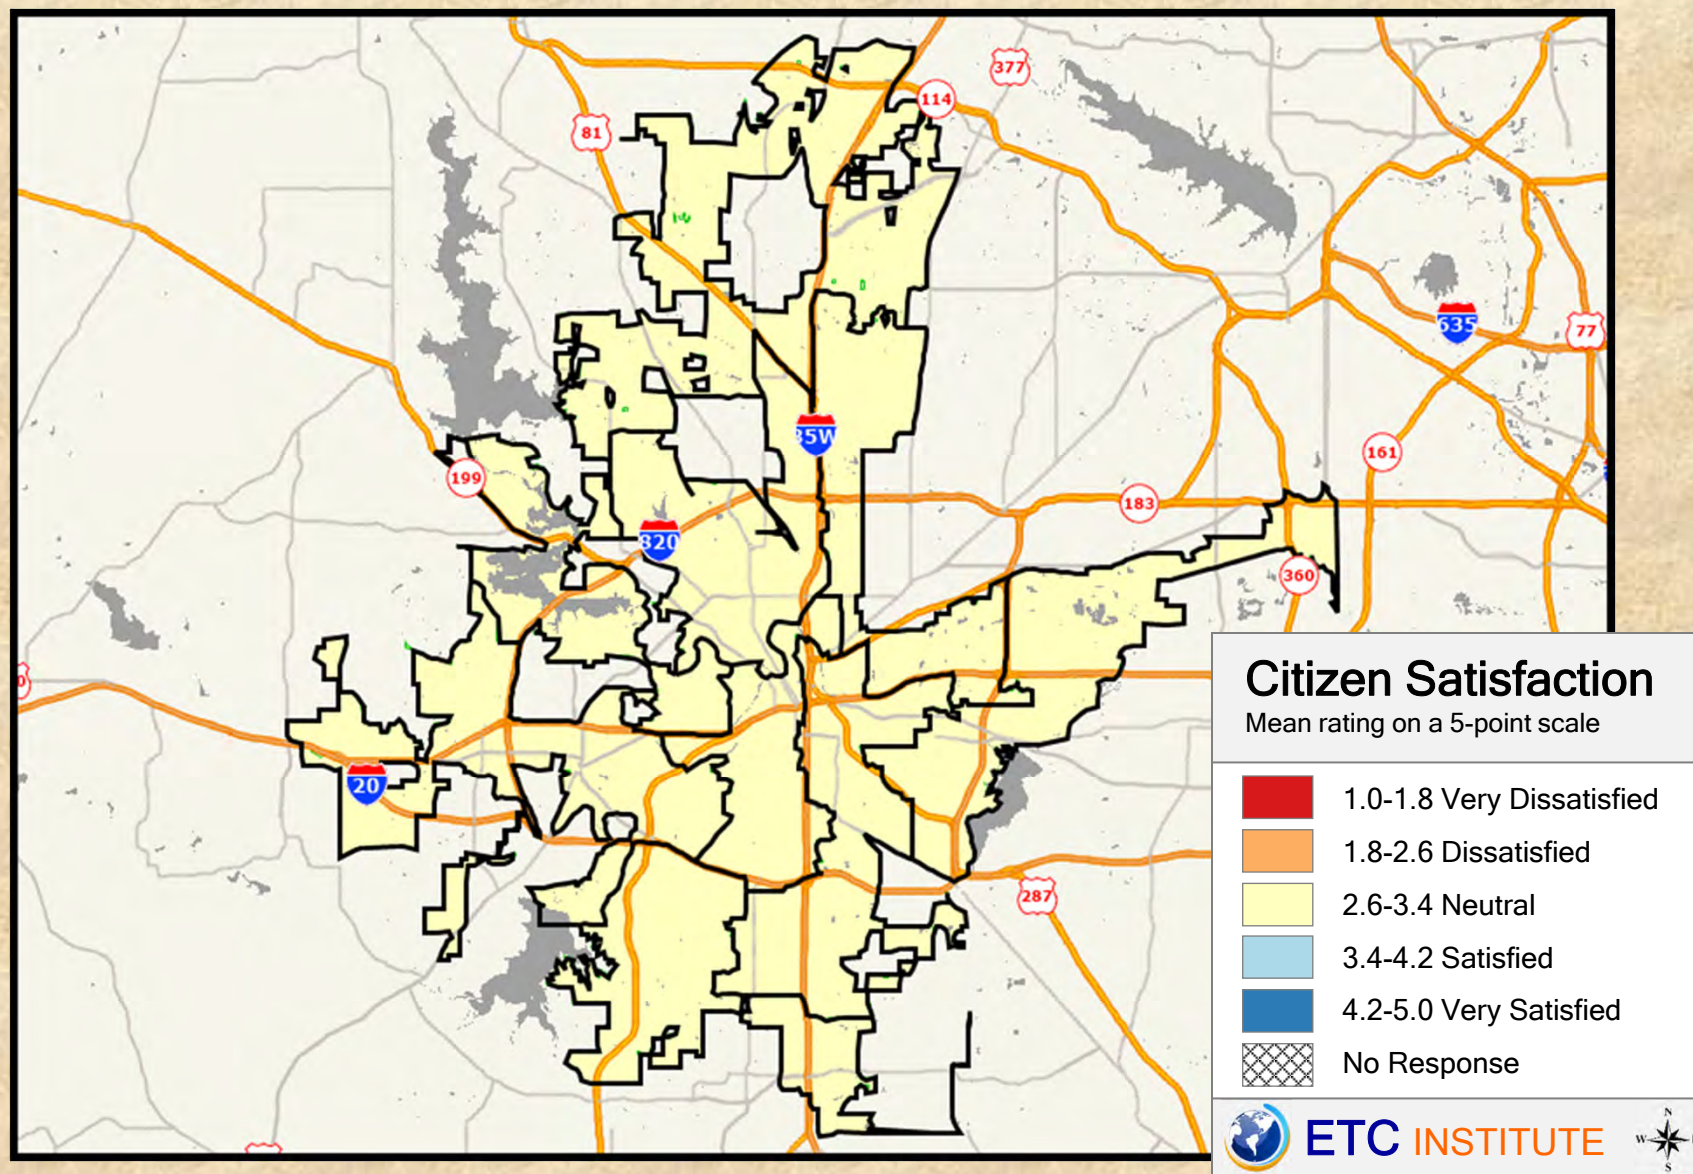 377
114
81
635
77
35W
161
199
183
820
360
20
287
Citizen Satisfaction
Mean rating on a 5-point scale
1.0-1.8 Very Dissatisfied
1.8-2.6 Dissatisfied
2.6-3.4 Neutral
3.4-4.2 Satisfied
4.2-5.0 Very Satisfied
No Response
ETC INSTITUTE
N
W
S